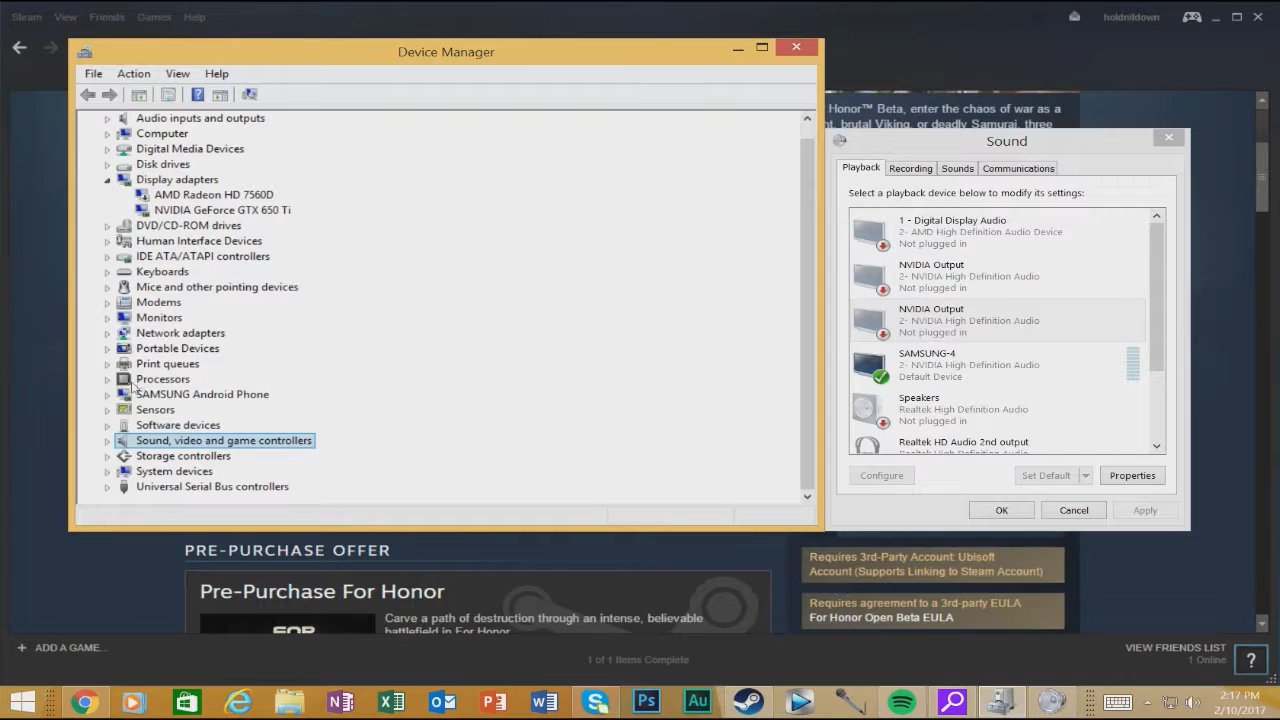 Steam View Friends Games Help
holdnitdown
Device Manager
File Action View Help
Audio inputs and outputs
Computer
Digital Media Devices
Disk drives
Display adapters
AMD Radeon HD 7560D
NVIDIA GeForce GTX 650 Ti
DVD/CD-ROM drives
Human Interface Devices
IDE ATA/ATAPI controllers
Keyboards
Mice and other pointing devices
Modems
Monitors
Network adapters
Portable Devices
Print queues
Processors
SAMSUNG Android Phone
Sensors
Software devices
Sound, video and game controllers
Storage controllers
System devices
Universal Serial Bus controllers
Honor™ Beta, enter the chaos of war as a
brutal Viking, or deadly Samurai, three
Sound
Playback Recording Sounds Communications
Select a playback device below to modify its settings:
1 - Digital Display Audio
2- AMD High Definition Audio Device
Not plugged in
NVIDIA Output
2- NVIDIA High Definition Audio
Not plugged in
NVIDIA Output
2- NVIDIA High Definition Audio
Not plugged in
SAMSUNG-4
2- NVIDIA High Definition Audio
Default Device
Speakers
Realtek High Definition Audio
Not plugged in
Realtek HD Audio 2nd output
Configure Set Default Properties
OK Cancel Apply
PRE-PURCHASE OFFER
Pre-Purchase For Honor
FOR
Carve a path of destruction through an intense, believable
battlefield in For Honor
Requires 3rd-Party Account: Ubisoft
Account (Supports Linking to Steam Account)
Requires agreement to a 3rd-party EULA
For Honor Open Beta EULA
+ ADD A GAME...
1 of 1 Items Complete
VIEW FRIENDS LIST
1 Online
?
2:17 PM
2/10/2017